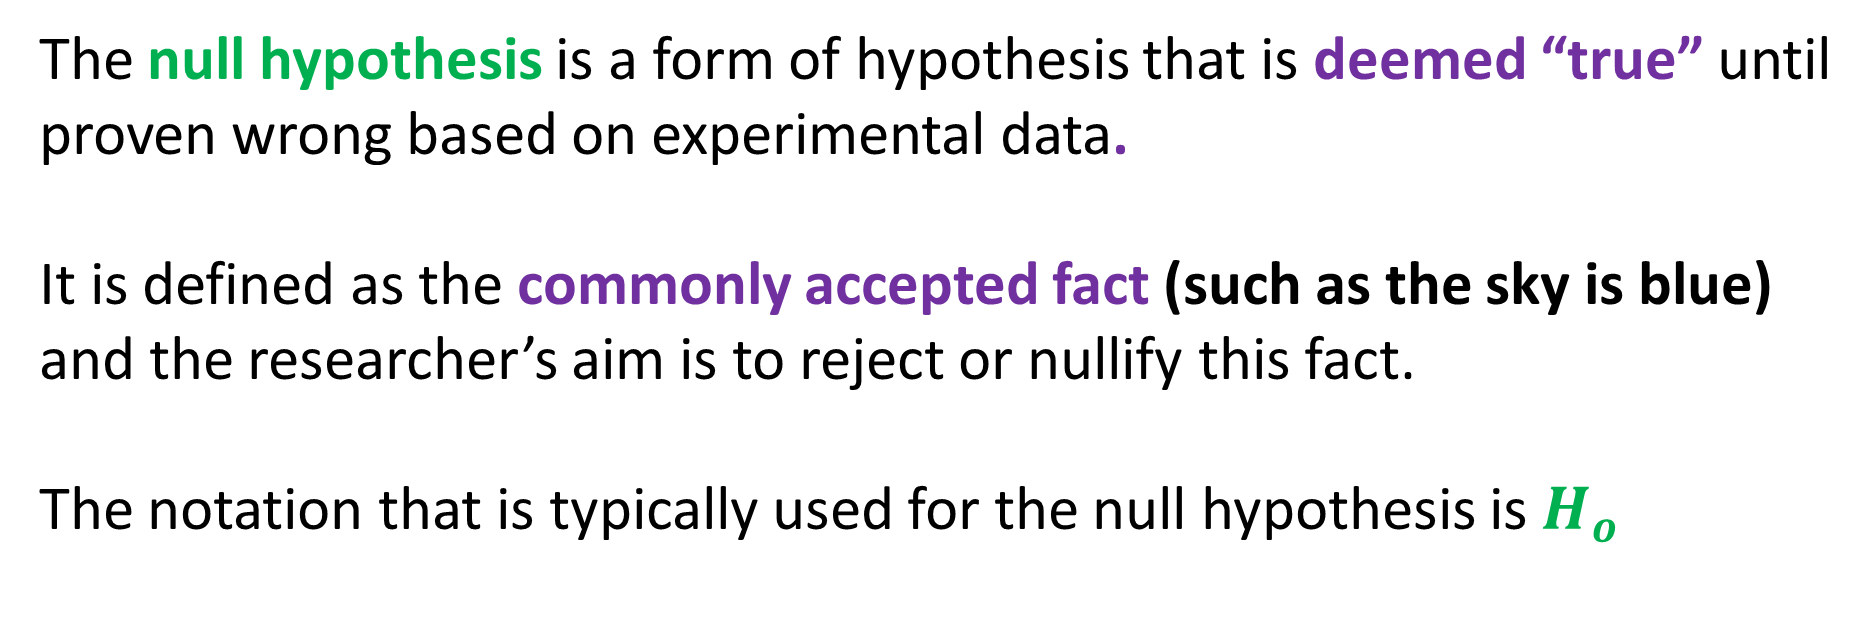 The null hypothesis is a form of hypothesis that is deemed “true” until
proven wrong based on experimental data.
It is defined as the commonly accepted fact (such as the sky is blue)
and the researcher’s aim is to reject or nullify this fact.
The notation that is typically used for the null hypothesis is Hₒ